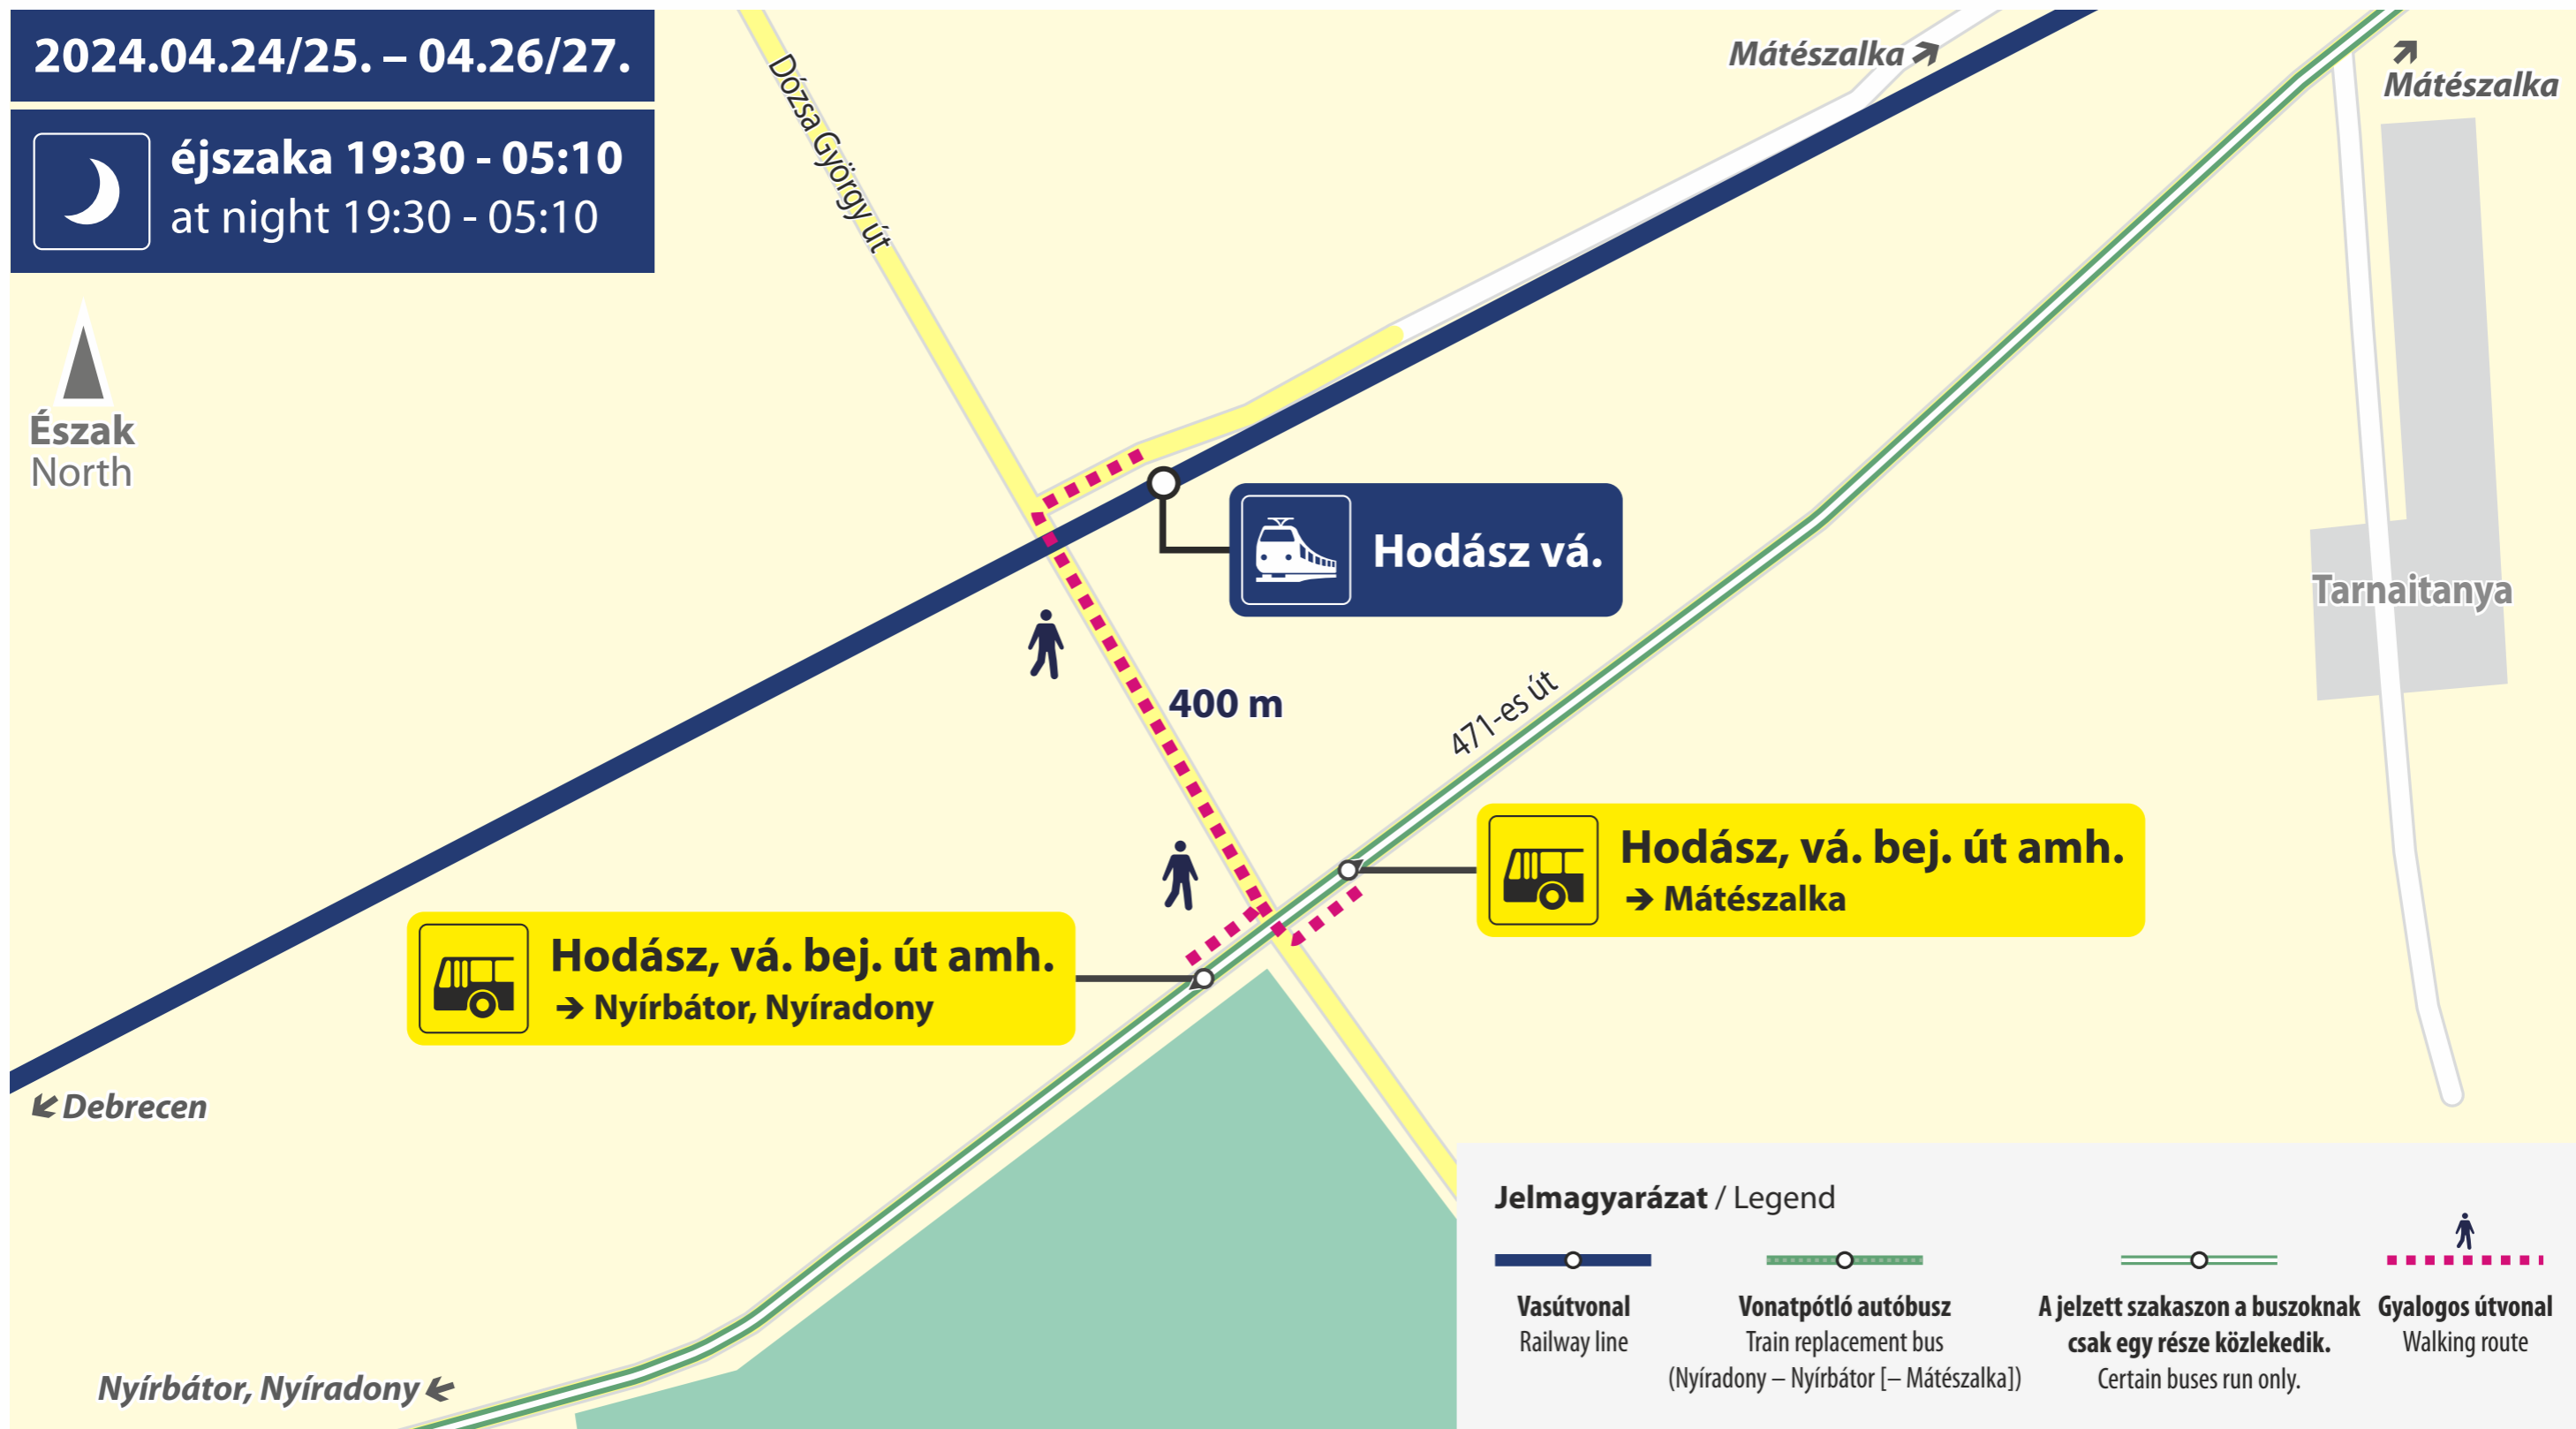 2024.04.24/25. – 04.26/27.
éjszaka 19:30 - 05:10
at night 19:30 - 05:10
Észak
North
Dózsa György út
Mátészalka
Mátészalka
Hodász vá.
Tarnaitanya
400 m
471-es út
Hodász, vá. bej. út amh.
➔ Mátészalka
Hodász, vá. bej. út amh.
➔ Nyírbátor, Nyíradony
Debrecen
Nyírbátor, Nyíradony
Jelmagyarázat / Legend
Vasútvonal
Railway line
Vonatpótló autóbusz
Train replacement bus
(Nyíradony – Nyírbátor [– Mátészalka])
A jelzett szakaszon a buszoknak
csak egy része közlekedik.
Certain buses run only.
Gyalogos útvonal
Walking route